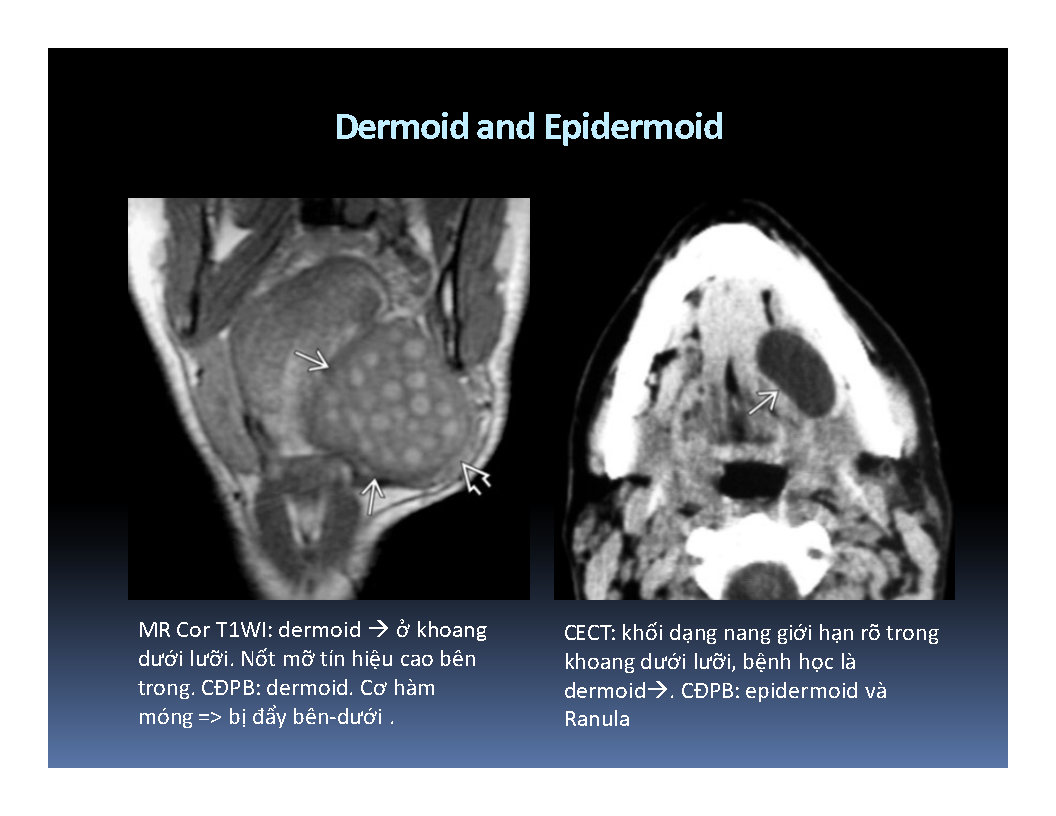 Dermoid and Epidermoid
MR Cor T1WI: dermoid → ở khoang
dưới lưỡi. Nốt mỡ tín hiệu cao bên
trong. CĐPB: dermoid. Cơ hàm
móng => bị đẩy bên-dưới .
CECT: khối dạng nang giới hạn rõ trong
khoang dưới lưỡi, bệnh học là
dermoid→. CĐPB: epidermoid và
Ranula